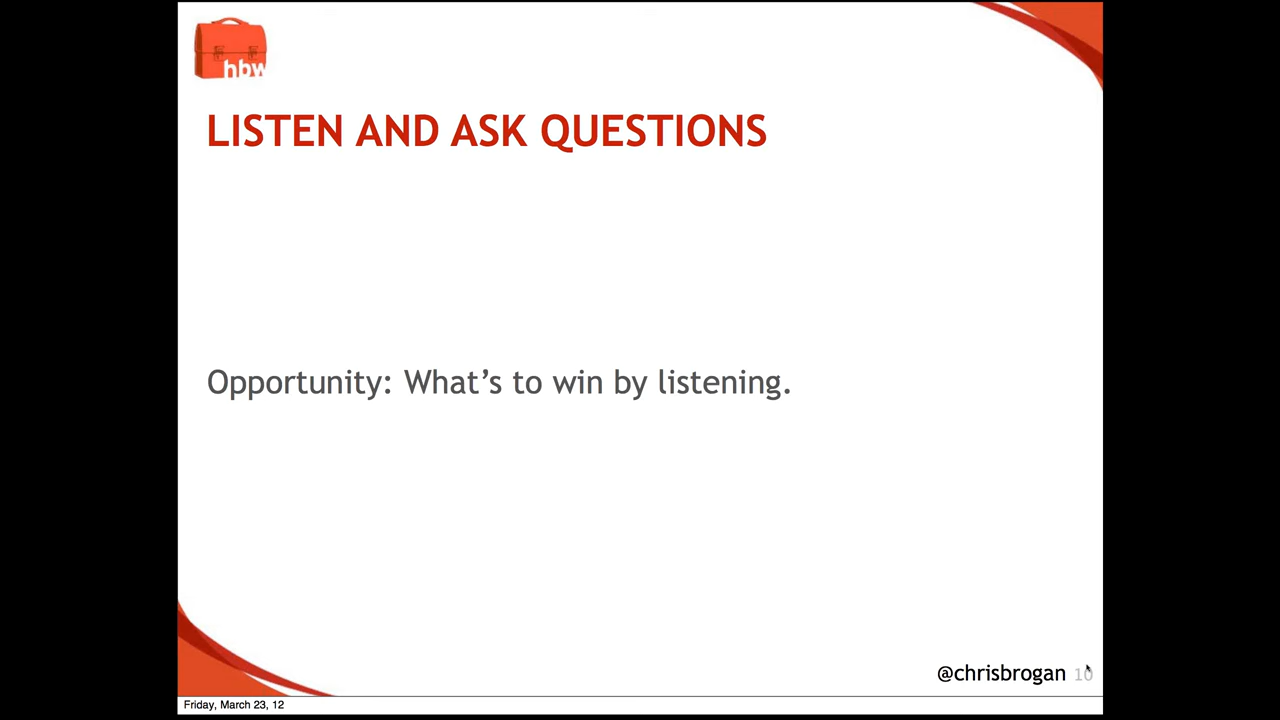 hbw
LISTEN AND ASK QUESTIONS
Opportunity: What’s to win by listening.
@chrisbrogan 10
Friday, March 23, 12